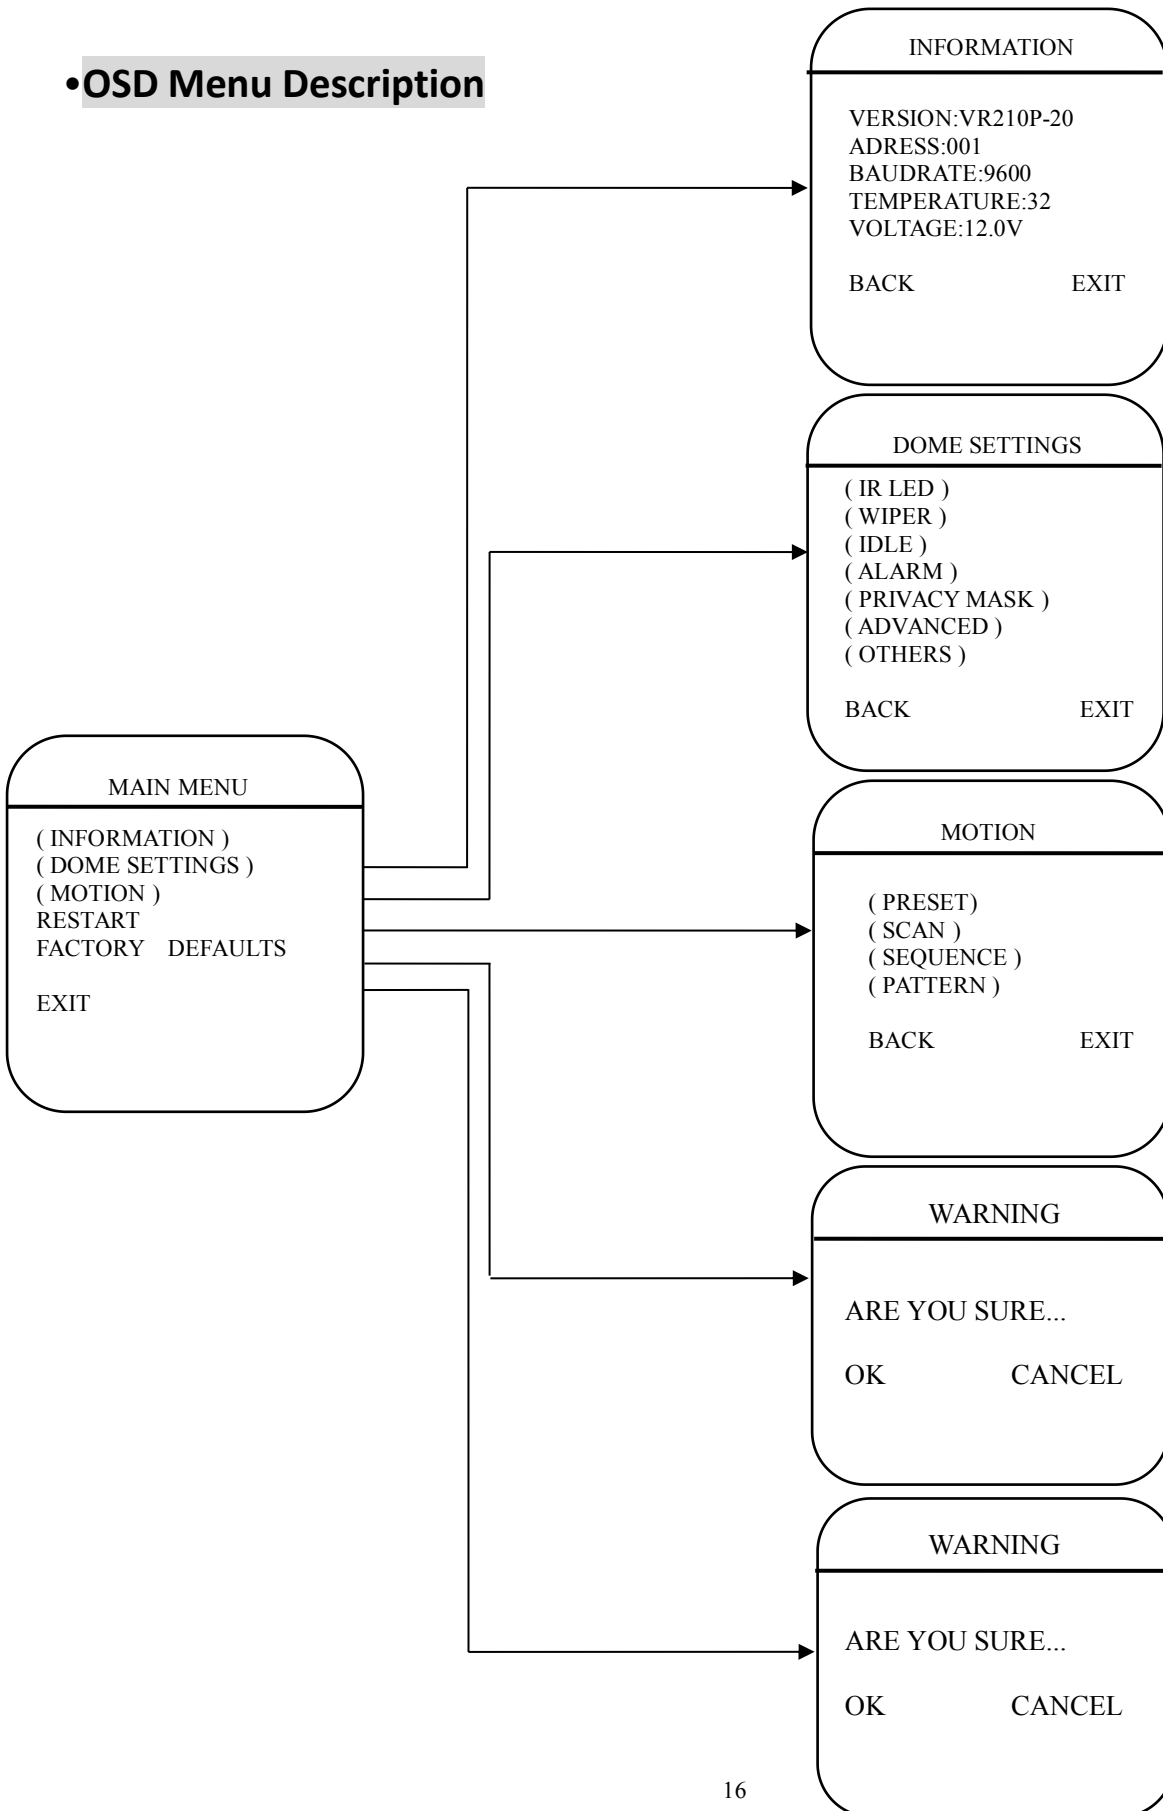 •OSD Menu Description
INFORMATION
VERSION:VR210P-20
ADRESS:001
BAUDRATE:9600
TEMPERATURE:32
VOLTAGE:12.0V
BACK EXIT
DOME SETTINGS
( IR LED )
( WIPER )
( IDLE )
( ALARM )
( PRIVACY MASK )
( ADVANCED )
( OTHERS )
BACK EXIT
MAIN MENU
( INFORMATION )
( DOME SETTINGS )
( MOTION )
RESTART
FACTORY DEFAULTS
EXIT
MOTION
( PRESET)
( SCAN )
( SEQUENCE )
( PATTERN )
BACK EXIT
WARNING
ARE YOU SURE...
OK CANCEL
WARNING
ARE YOU SURE...
OK CANCEL
16